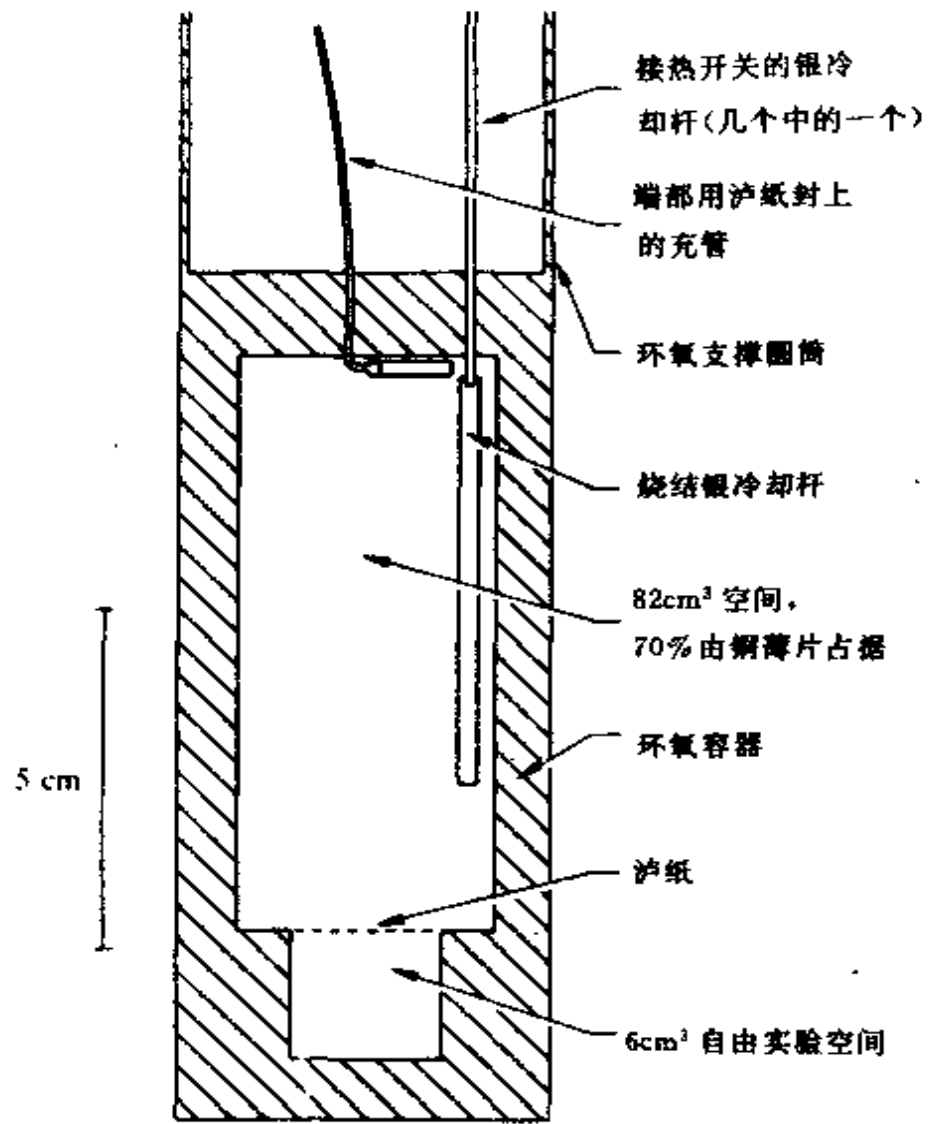 接热开关的银冷
却杆(几个中的一个)
端部用泸纸封上
的充管
环氧支撑圆筒
烧结银冷却杆
82cm³ 空间,
70%由铜薄片占据
环氧容器
5 cm
泸纸
6cm³ 自由实验空间